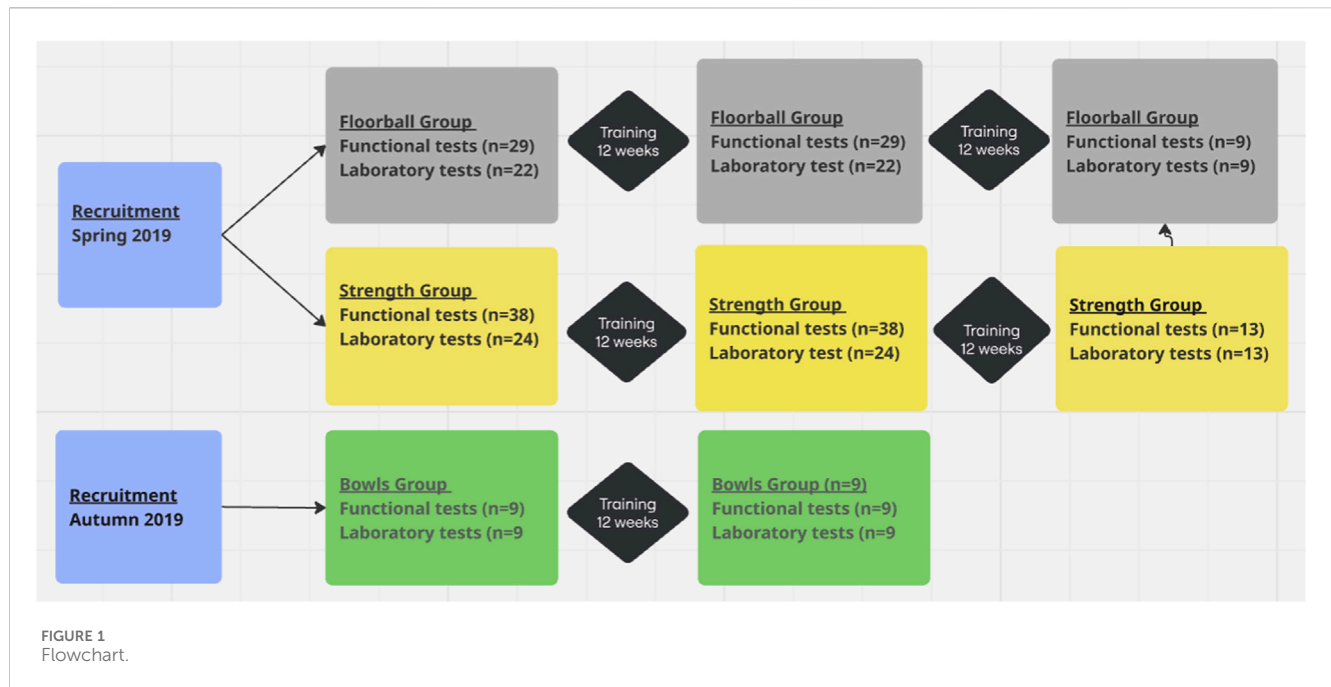 Recruitment
Spring 2019
Floorball Group
Functional tests (n=29)
Laboratory tests (n=22)
Training
12 weeks
Floorball Group
Functional tests (n=29)
Laboratory test (n=22)
Training
12 weeks
Floorball Group
Functional tests (n=9)
Laboratory tests (n=9)
Strength Group
Functional tests (n=38)
Laboratory tests (n=24)
Training
12 weeks
Strength Group
Functional tests (n=38)
Laboratory test (n=24)
Training
12 weeks
Strength Group
Functional tests (n=13)
Laboratory tests (n=13)
Recruitment
Autumn 2019
Bowls Group
Functional tests (n=9)
Laboratory tests (n=9
Training
12 weeks
Bowls Group (n=9)
Functional tests (n=9)
Laboratory tests (n=9
FIGURE 1
Flowchart.